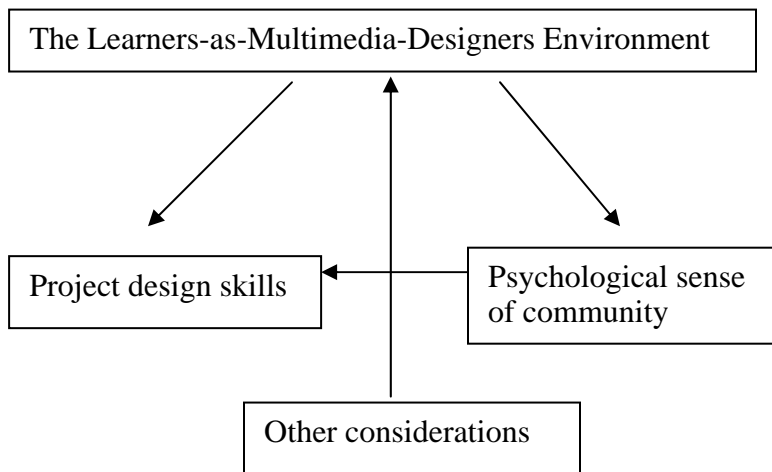 The Learners-as-Multimedia-Designers Environment
Project design skills
Psychological sense
of community
Other considerations